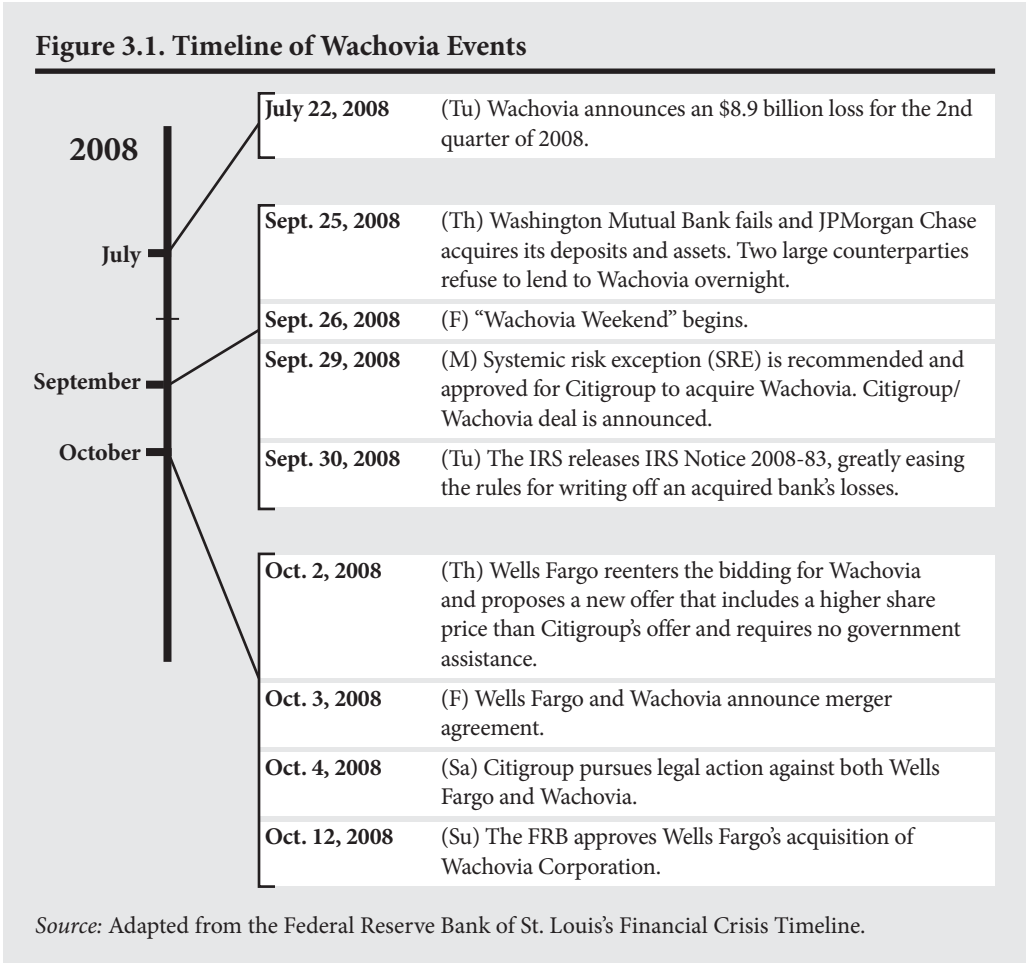 Figure 3.1. Timeline of Wachovia Events
2008
July
September
October
July 22, 2008 (Tu) Wachovia announces an $8.9 billion loss for the 2nd
quarter of 2008.
Sept. 25, 2008 (Th) Washington Mutual Bank fails and JPMorgan Chase
acquires its deposits and assets. Two large counterparties
refuse to lend to Wachovia overnight.
Sept. 26, 2008 (F) “Wachovia Weekend” begins.
Sept. 29, 2008 (M) Systemic risk exception (SRE) is recommended and
approved for Citigroup to acquire Wachovia. Citigroup/
Wachovia deal is announced.
Sept. 30, 2008 (Tu) The IRS releases IRS Notice 2008-83, greatly easing
the rules for writing off an acquired bank’s losses.
Oct. 2, 2008 (Th) Wells Fargo reenters the bidding for Wachovia
and proposes a new offer that includes a higher share
price than Citigroup’s offer and requires no government
assistance.
Oct. 3, 2008 (F) Wells Fargo and Wachovia announce merger
agreement.
Oct. 4, 2008 (Sa) Citigroup pursues legal action against both Wells
Fargo and Wachovia.
Oct. 12, 2008 (Su) The FRB approves Wells Fargo’s acquisition of
Wachovia Corporation.
Source: Adapted from the Federal Reserve Bank of St. Louis’s Financial Crisis Timeline.